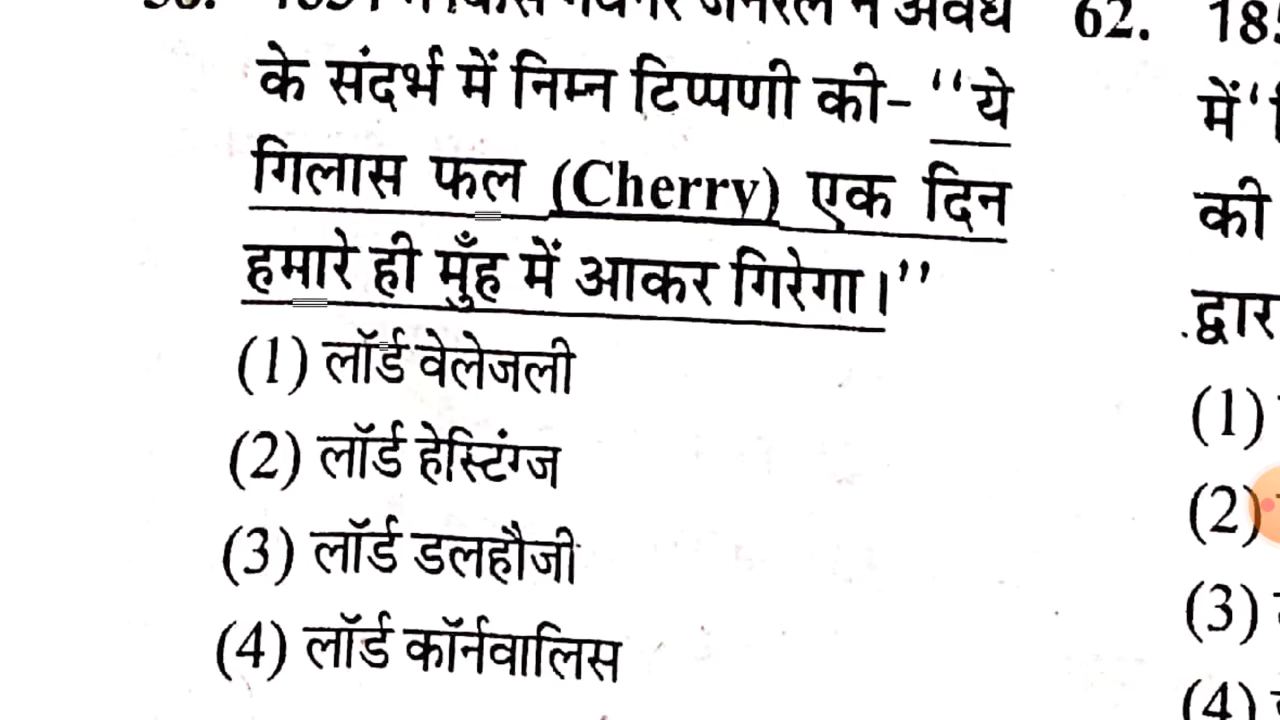 के संदर्भ में निम्न टिप्पणी की- ‘‘ये
गिलास फल (Cherry) एक दिन
हमारे ही मुँह में आकर गिरेगा।’’
(1) लॉर्ड वेलेजली
(2) लॉर्ड हेस्टिंग्ज
(3) लॉर्ड डलहौजी
(4) लॉर्ड कॉर्नवालिस
62.
में
की
(1)
(2)
(3)
(4)